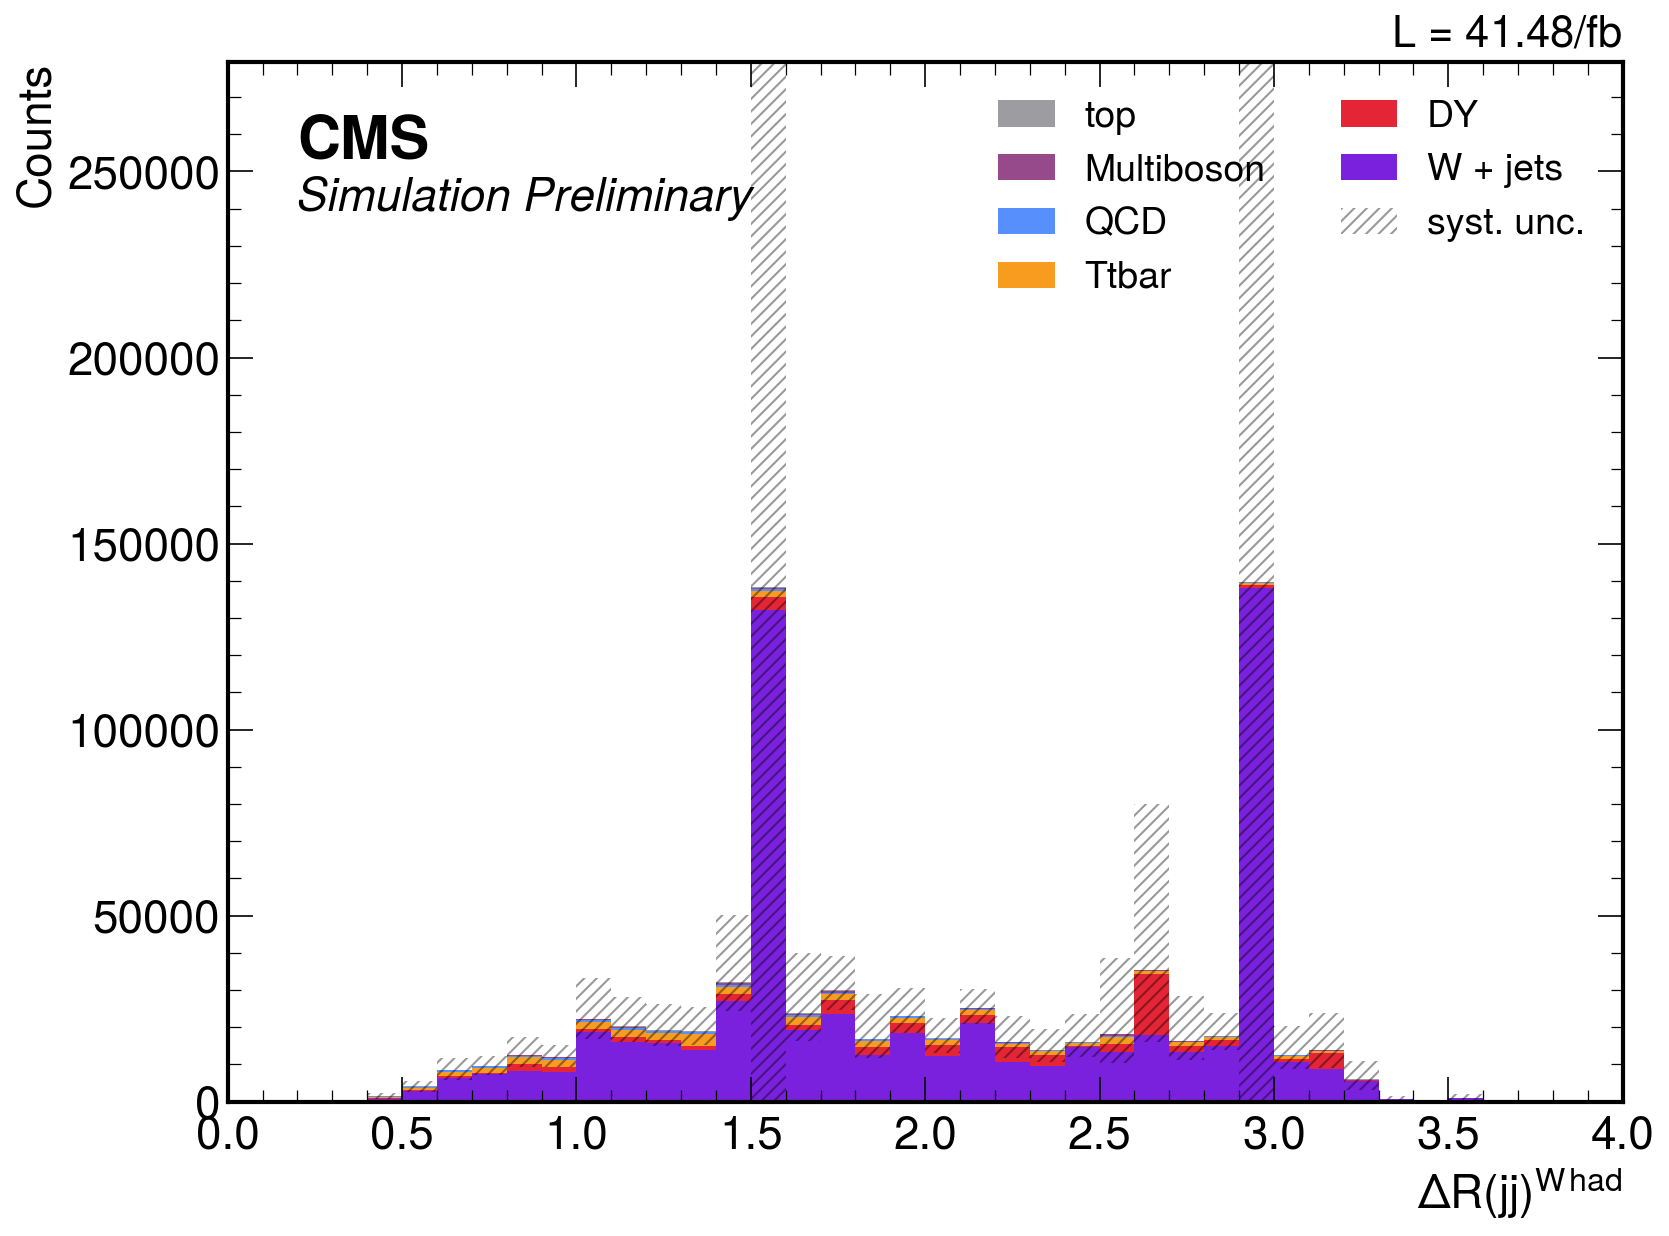 L = 41.48/fb
Counts
CMS
Simulation Preliminary
top
Multiboson
QCD
Ttbar
DY
W + jets
syst. unc.
250000
200000
150000
100000
50000
0
0.0 0.5 1.0 1.5 2.0 2.5 3.0 3.5 4.0
ΔR(jj)^{W had}